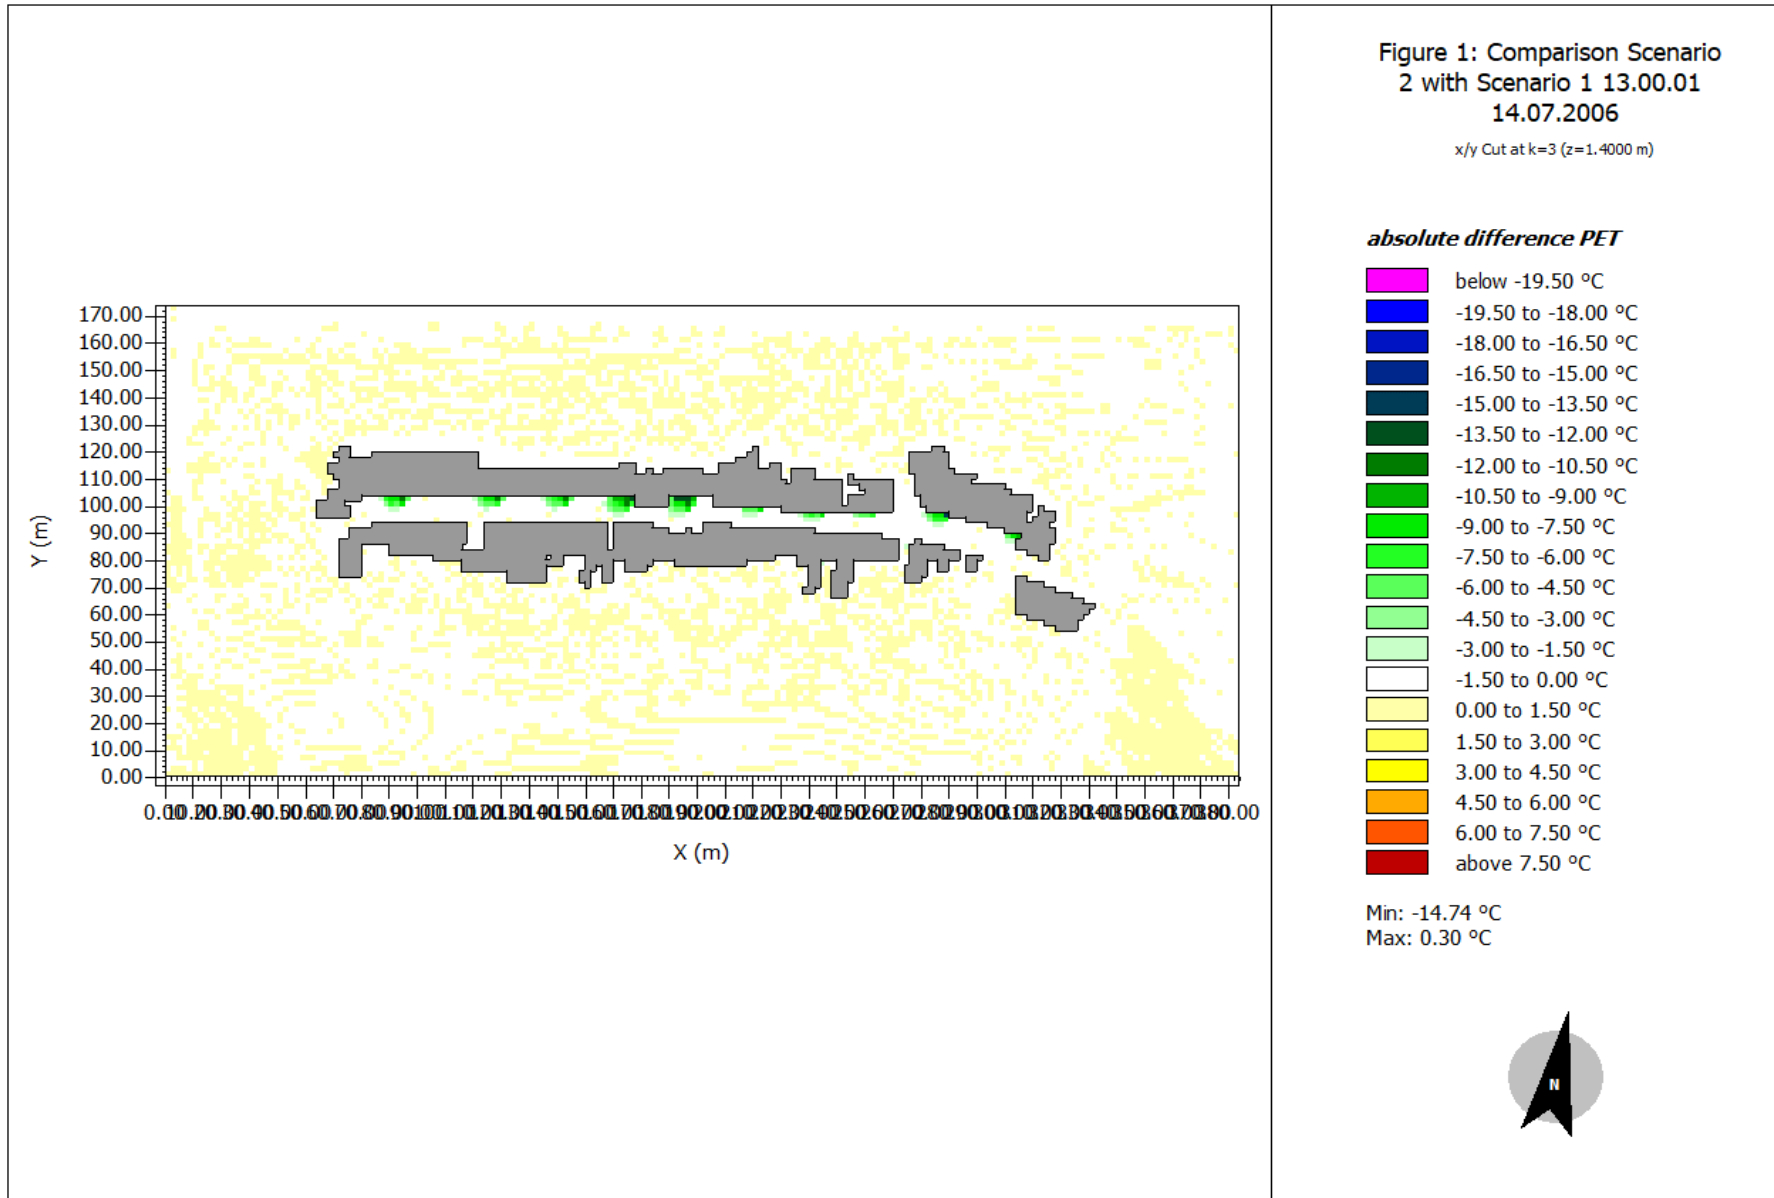 Figure 1: Comparison Scenario
2 with Scenario 1 13.00.01
14.07.2006
x/y Cut at k=3 (z=1.4000 m)
absolute difference PET
below -19.50 °C
-19.50 to -18.00 °C
-18.00 to -16.50 °C
-16.50 to -15.00 °C
-15.00 to -13.50 °C
-13.50 to -12.00 °C
-12.00 to -10.50 °C
-10.50 to -9.00 °C
-9.00 to -7.50 °C
-7.50 to -6.00 °C
-6.00 to -4.50 °C
-4.50 to -3.00 °C
-3.00 to -1.50 °C
-1.50 to 0.00 °C
0.00 to 1.50 °C
1.50 to 3.00 °C
3.00 to 4.50 °C
4.50 to 6.00 °C
6.00 to 7.50 °C
above 7.50 °C
Min: -14.74 °C
Max: 0.30 °C
N
170.00
160.00
150.00
140.00
130.00
120.00
110.00
100.00
90.00
80.00
70.00
60.00
50.00
40.00
30.00
20.00
10.00
0.00
Y (m)
X (m)